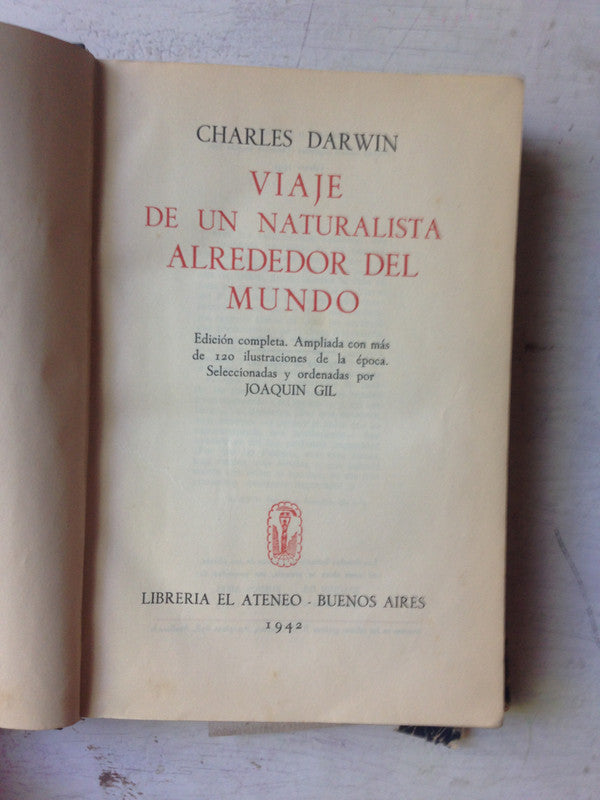 CHARLES DARWIN
VIAJE
DE UN NATURALISTA
ALREDEDOR DEL
MUNDO
Edición completa. Ampliada con más
de 120 ilustraciones de la época.
Seleccionadas y ordenadas por
JOAQUIN GIL
LIBRERIA EL ATENEO - BUENOS AIRES
1942